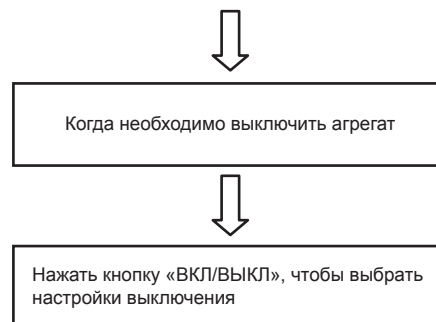 Когда необходимо выключить агрегат
Нажать кнопку «ВКЛ/ВЫКЛ», чтобы выбрать
настройки выключения